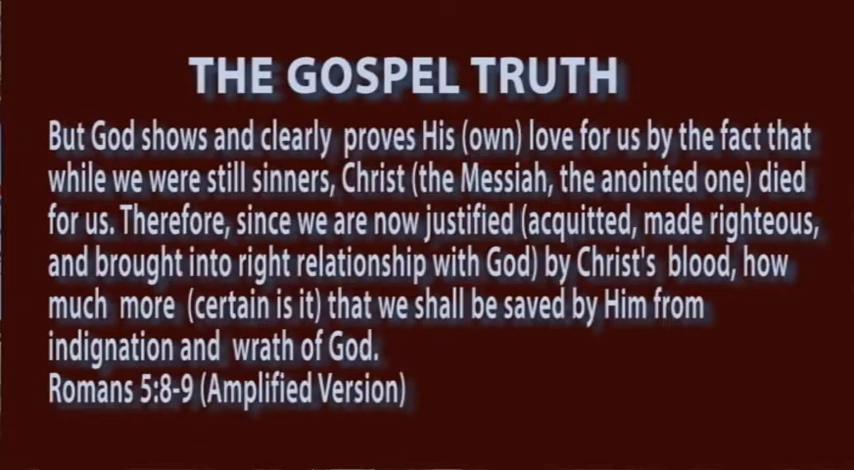 THE GOSPEL TRUTH
But God shows and clearly proves His (own) love for us by the fact that
while we were still sinners, Christ (the Messiah, the anointed one) died
for us. Therefore, since we are now justified (acquitted, made righteous,
and brought into right relationship with God) by Christ's blood, how
much more (certain is it) that we shall be saved by Him from
indignation and wrath of God.
Romans 5:8-9 (Amplified Version)